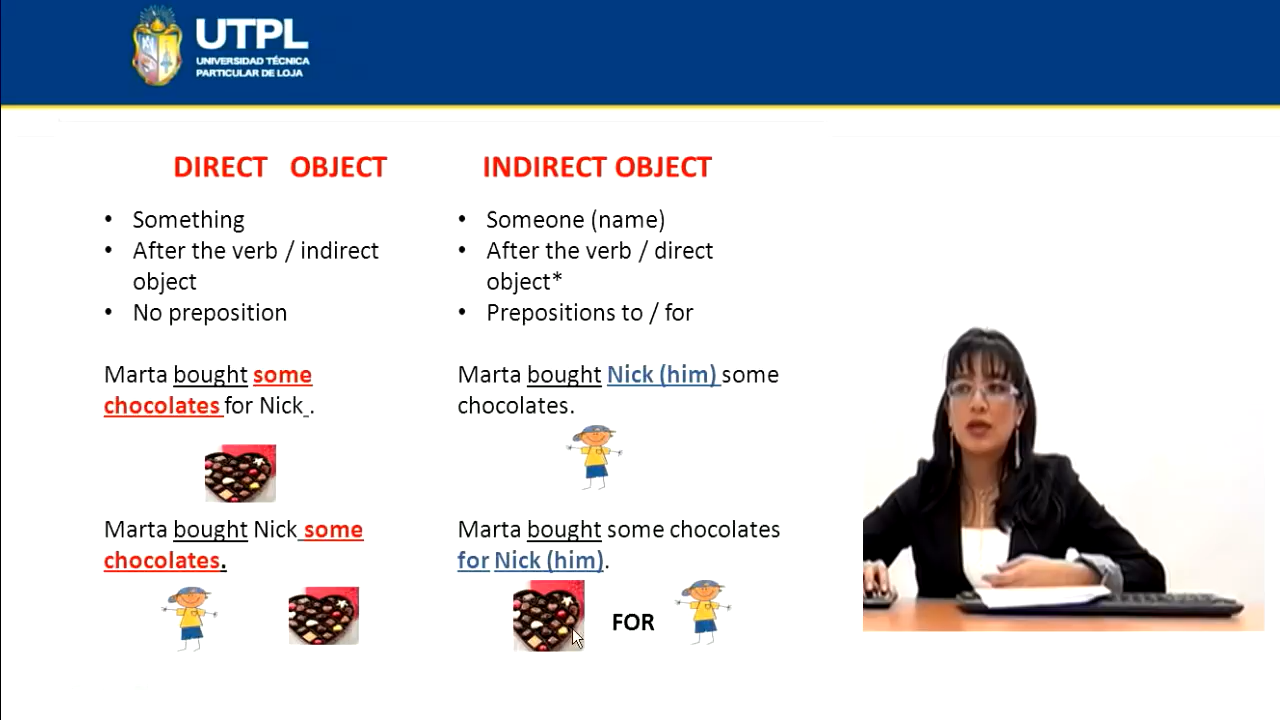 UTPL
UNIVERSIDAD TÉCNICA
PARTICULAR DE LOJA
DIRECT OBJECT
• Something
• After the verb / indirect
object
• No preposition
Marta bought some
chocolates for Nick .
Marta bought Nick some
chocolates.
INDIRECT OBJECT
• Someone (name)
• After the verb / direct
object*
• Prepositions to / for
Marta bought Nick (him) some
chocolates.
Marta bought some chocolates
for Nick (him).
FOR